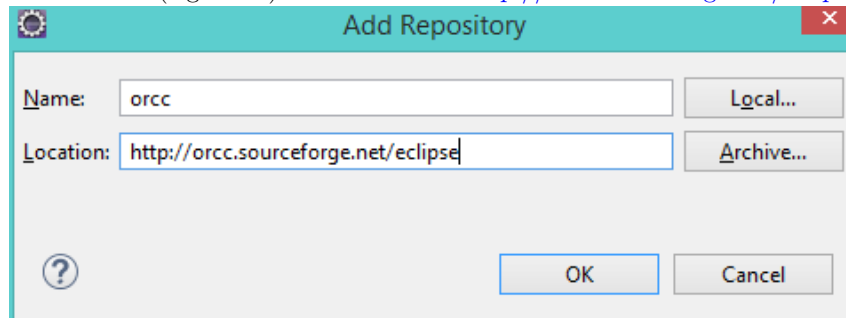 Add Repository
Name: orcc Local...
Location: http://orcc.sourceforge.net/eclipse Archive...
OK Cancel